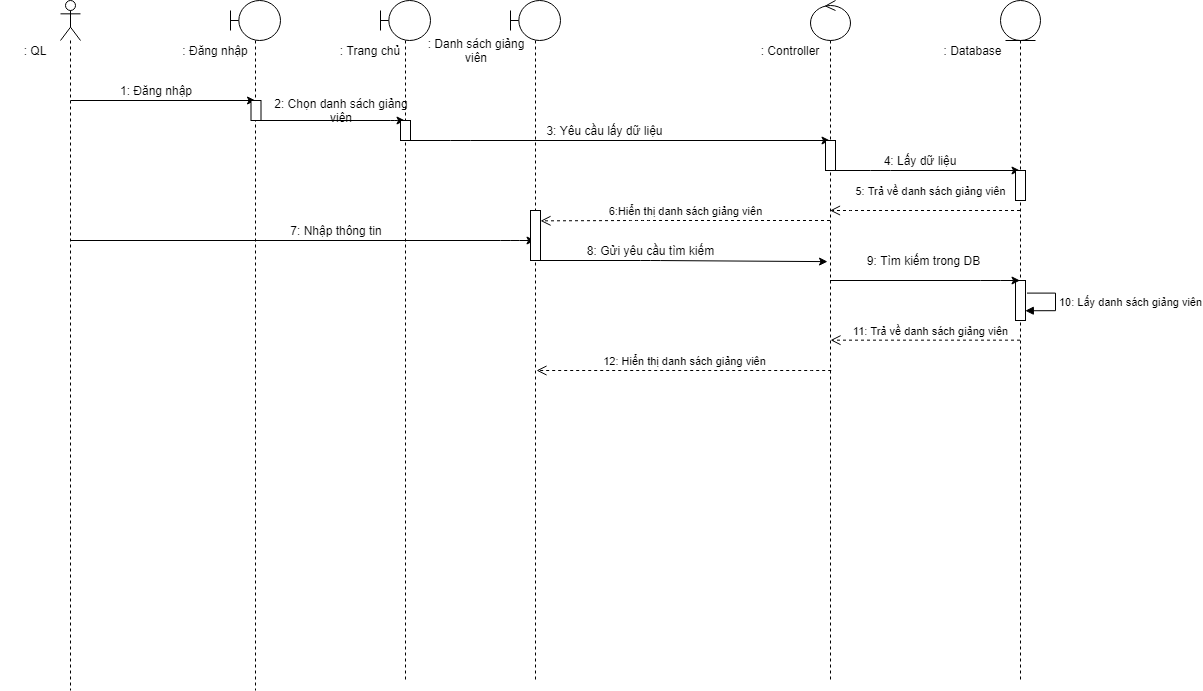 : QL
: Đăng nhập
: Trang chủ
: Danh sách giảng
viên
: Controller
: Database
1: Đăng nhập
2: Chọn danh sách giảng
viên
3: Yêu cầu lấy dữ liệu
4: Lấy dữ liệu
5: Trả về danh sách giảng viên
6:Hiển thị danh sách giảng viên
7: Nhập thông tin
8: Gửi yêu cầu tìm kiếm
9: Tìm kiếm trong DB
10: Lấy danh sách giảng viên
11: Trả về danh sách giảng viên
12: Hiển thị danh sách giảng viên